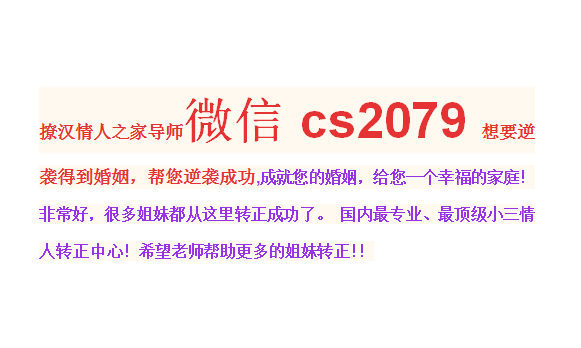 撩汉情人之家导师微信 cs2079 想要逆
袭得到婚姻，帮您逆袭成功,成就您的婚姻，给您一个幸福的家庭！
非常好，很多姐妹都从这里转正成功了。 国内最专业、最顶级小三情
人转正中心！希望老师帮助更多的姐妹转正！！